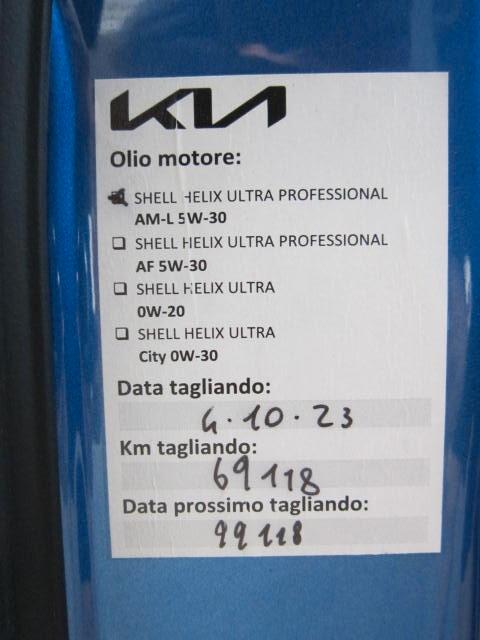 KIA
Olio motore:
SHELL HELIX ULTRA PROFESSIONAL
AM-L 5W-30
SHELL HELIX ULTRA PROFESSIONAL
AF 5W-30
SHELL HELIX ULTRA
0W-20
SHELL HELIX ULTRA
City 0W-30
Data tagliando:
4.10.23
Km tagliando:
69118
Data prossimo tagliando:
99118